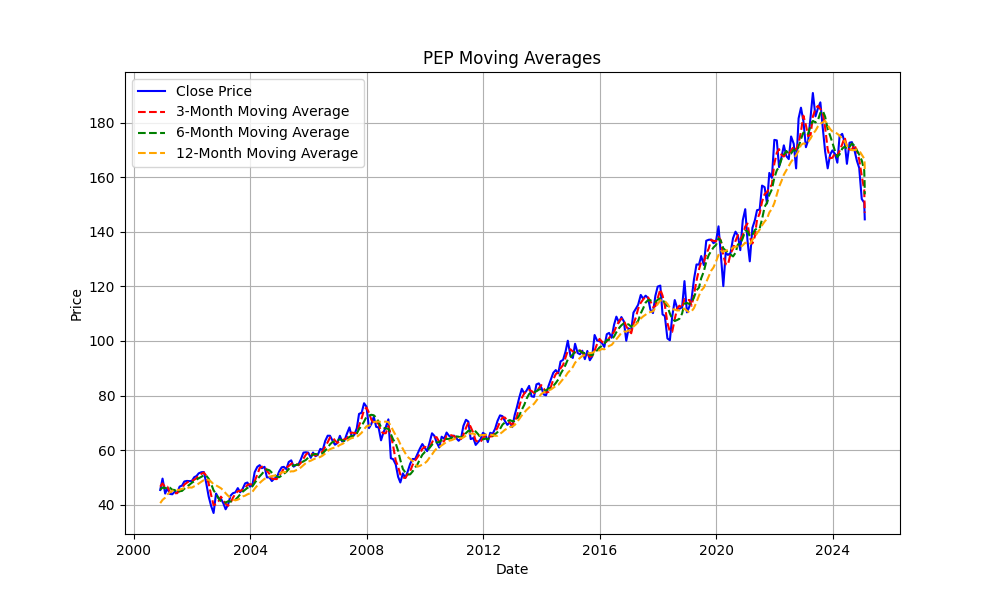 PEP Moving Averages
Close Price
3-Month Moving Average
6-Month Moving Average
12-Month Moving Average
180
160
140
120
100
80
60
40
Price
2000 2004 2008 2012 2016 2020 2024
Date